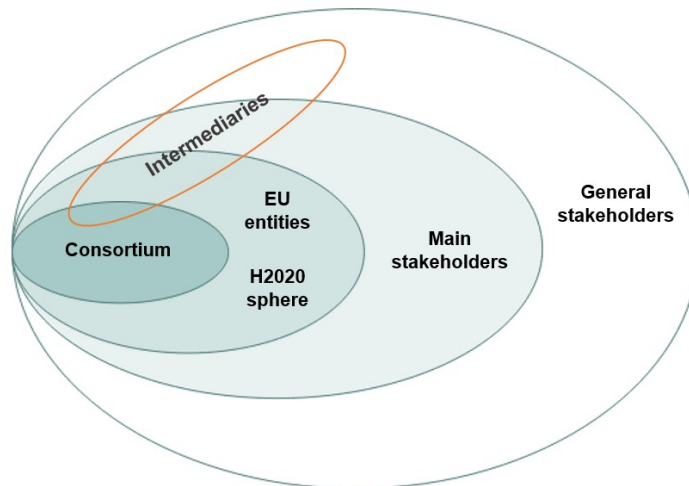 Intermediaries
EU
entities
General
stakeholders
Consortium
Main
stakeholders
H2020
sphere